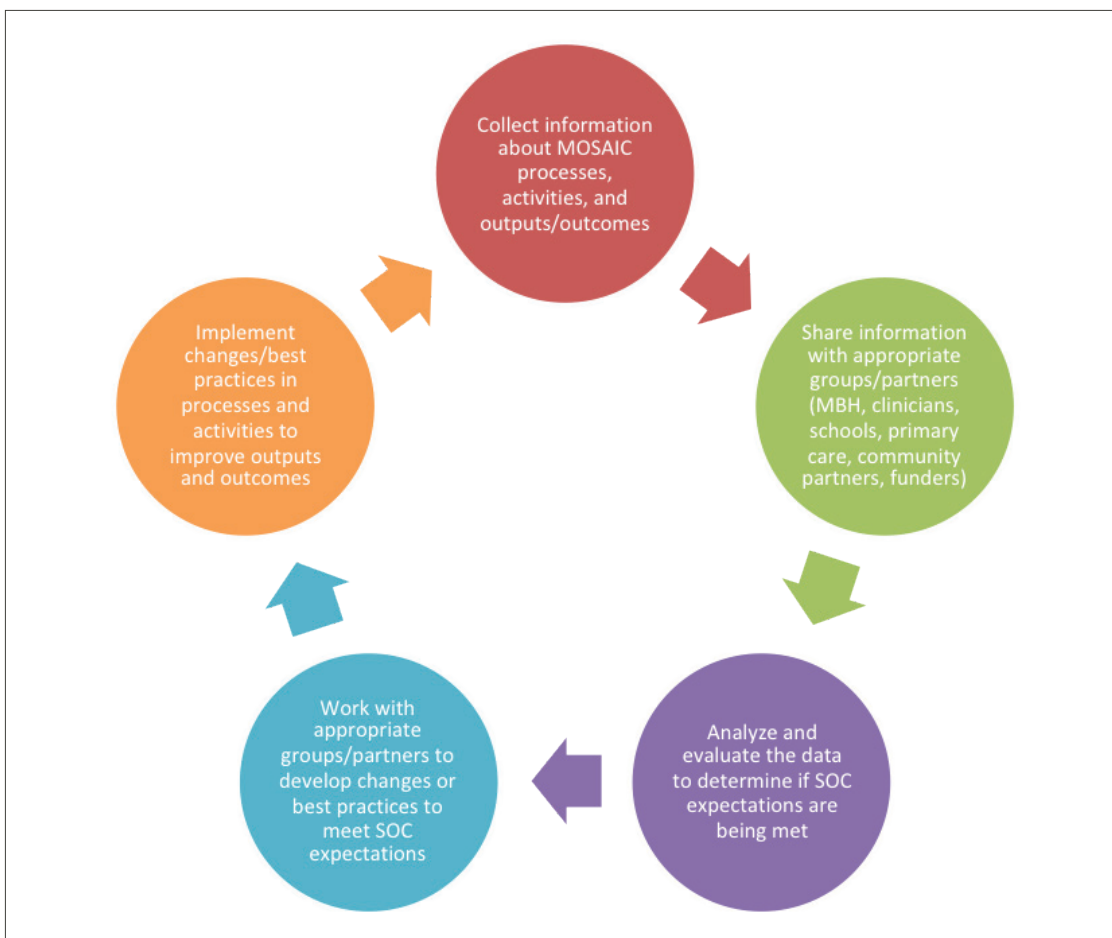 Collect information
about MOSAIC
processes,
activities, and
outputs/outcomes
Share information
with appropriate
groups/partners
(MBH, clinicians,
schools, primary
care, community
partners, funders)
Analyze and
evaluate the data
to determine if SOC
expectations are
being met
Work with
appropriate
groups/partners to
develop changes or
best practices to
meet SOC
expectations
Implement
changes/best
practices in
processes and
activities to
improve outputs
and outcomes